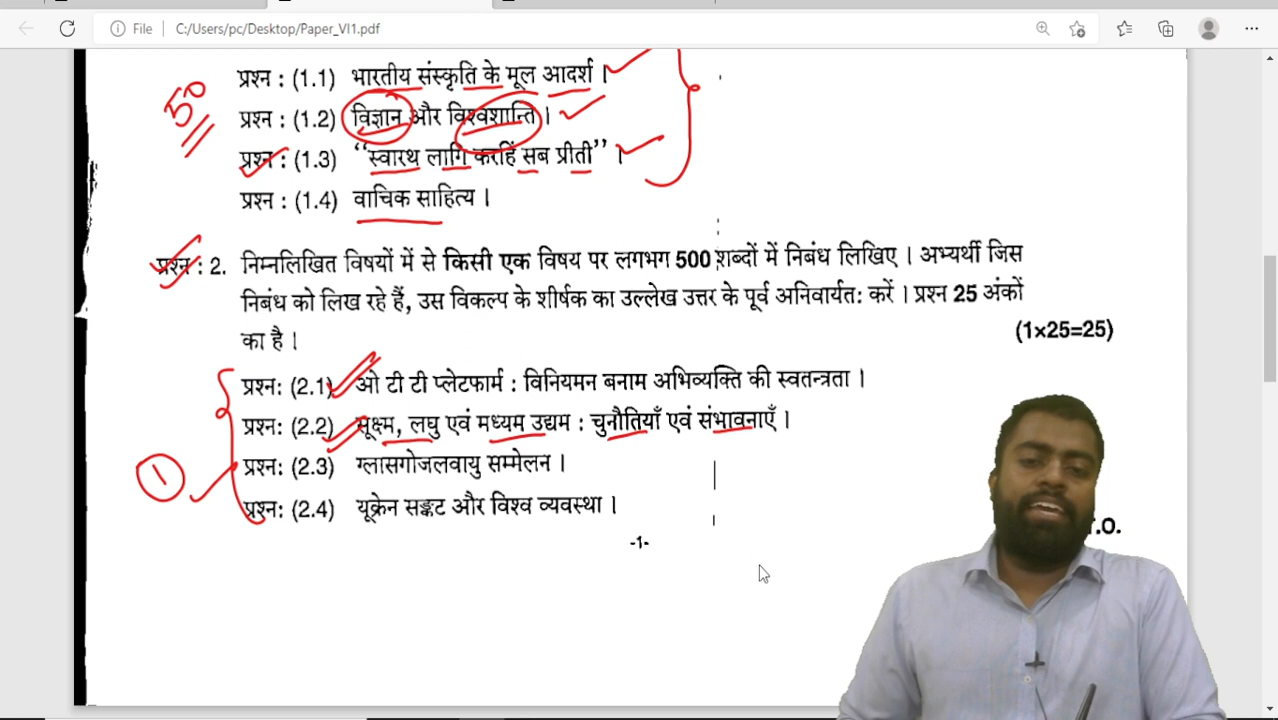 File C:/Users/pc/Desktop/Paper_VI1.pdf
प्रश्न : (1.1) भारतीय संस्कृति के मूल आदर्श ।
50
प्रश्न : (1.2) विज्ञान और विश्वशान्ति ।
प्रश्न : (1.3) “स्वारथ लागि करहिं सब प्रीती” ।
प्रश्न : (1.4) वाचिक साहित्य ।
प्रश्न : 2. निम्नलिखित विषयों में से किसी एक विषय पर लगभग 500 शब्दों में निबंध लिखिए । अभ्यर्थी जिस
निबंध को लिख रहे हैं, उस विकल्प के शीर्षक का उल्लेख उत्तर के पूर्व अनिवार्यत: करें । प्रश्न 25 अंकों
का है ।
(1×25=25)
प्रश्न: (2.1) ओ टी टी प्लेटफार्म : विनियमन बनाम अभिव्यक्ति की स्वतन्त्रता ।
प्रश्न: (2.2) सूक्ष्म, लघु एवं मध्यम उद्यम : चुनौतियाँ एवं संभावनाएँ ।
1
प्रश्न: (2.3) ग्लासगोजलवायु सम्मेलन ।
प्रश्न: (2.4) यूक्रेन सङ्कट और विश्व व्यवस्था ।
-1-